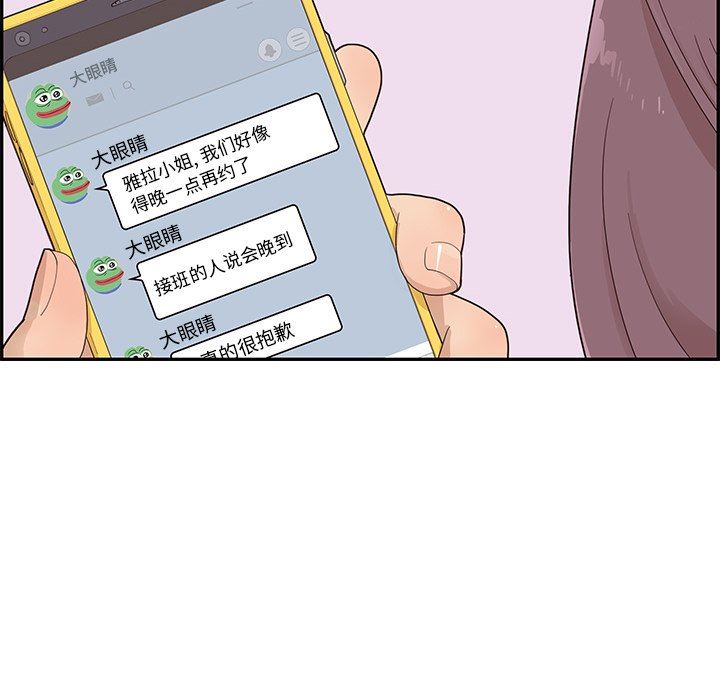 大眼睛
大眼睛
雅拉小姐, 我们好像
得晚一点再约了
大眼睛
接班的人说会晚到
大眼睛
真的很抱歉